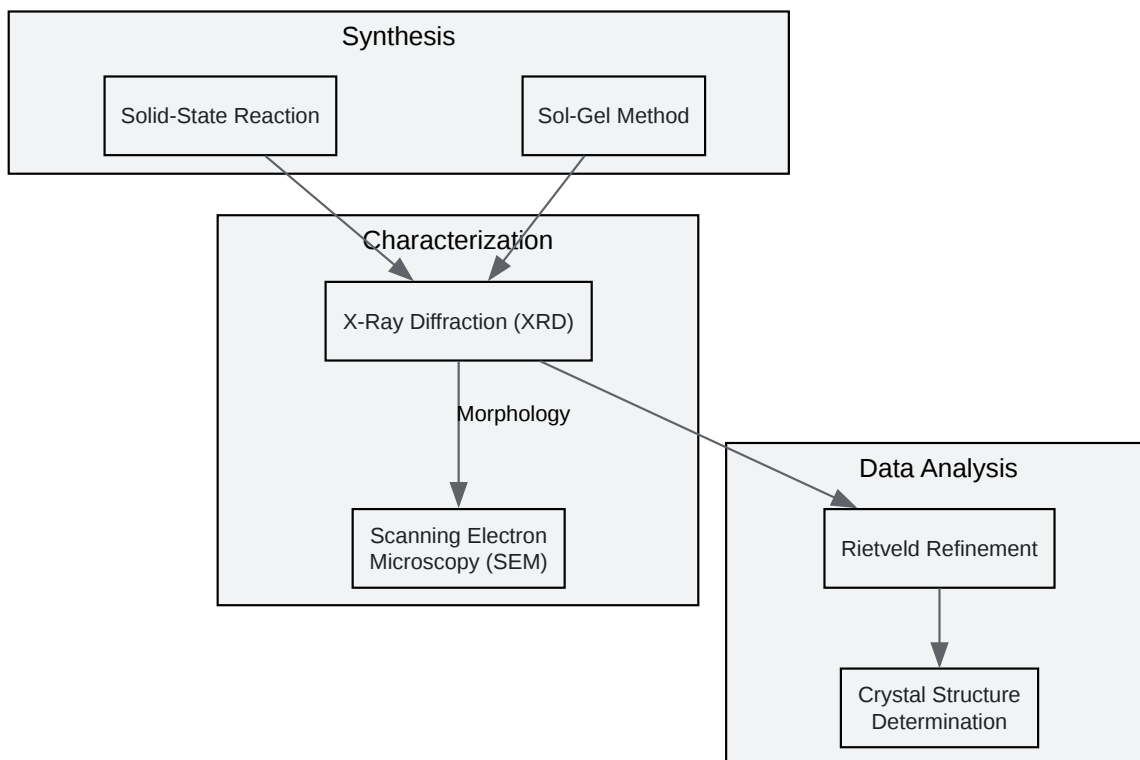 Synthesis
Solid-State Reaction
Sol-Gel Method
Characterization
X-Ray Diffraction (XRD)
Morphology
Scanning Electron
Microscopy (SEM)
Data Analysis
Rietveld Refinement
Crystal Structure
Determination